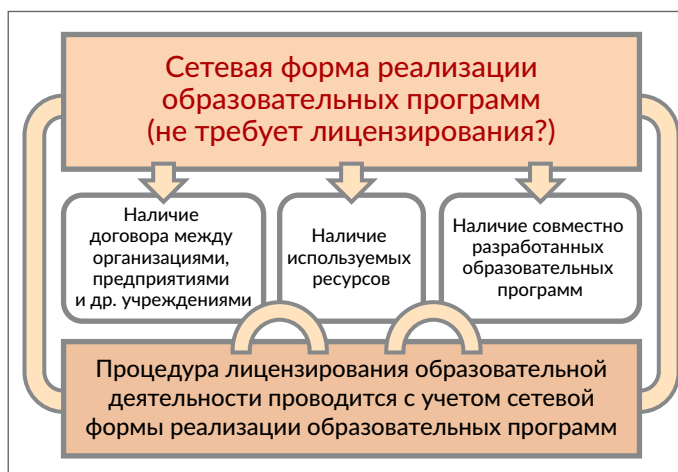 Сетевая форма реализации
образовательных программ
(не требует лицензирования?)
Наличие
договора между
организациями,
предприятиями
и др. учреждениями
Наличие
используемых
ресурсов
Наличие совместно
разработанных
образовательных
программ
Процедура лицензирования образовательной
деятельности проводится с учетом сетевой
формы реализации образовательных программ